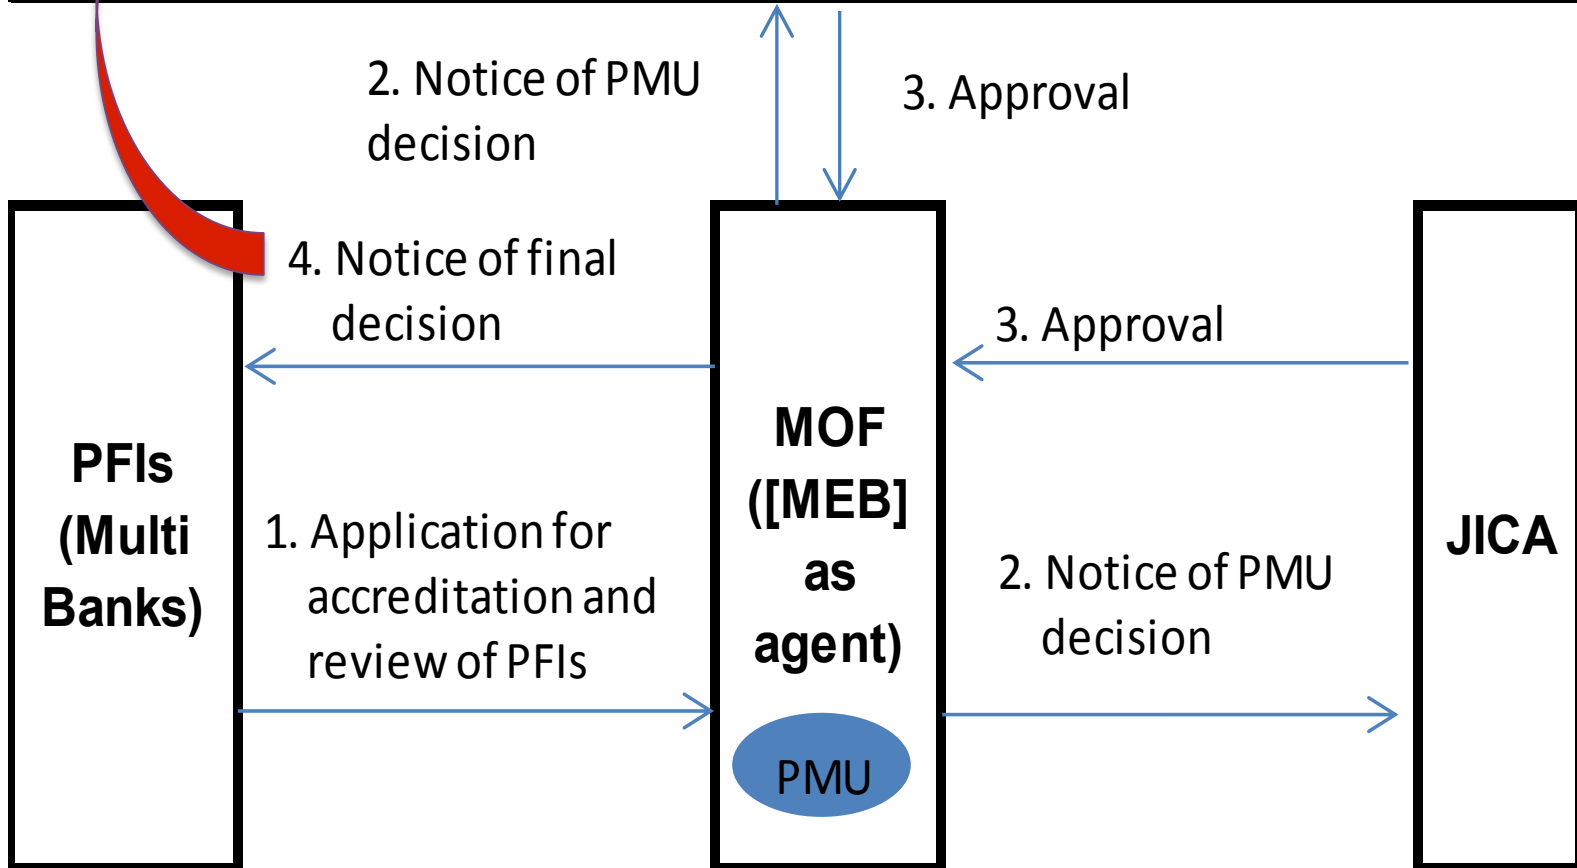 2. Notice of PMU
decision
3. Approval
4. Notice of final
decision
3. Approval
PFIs
(Multi
Banks)
1. Application for
accreditation and
review of PFIs
MOF
([MEB]
as
agent)
PMU
2. Notice of PMU
decision
JICA